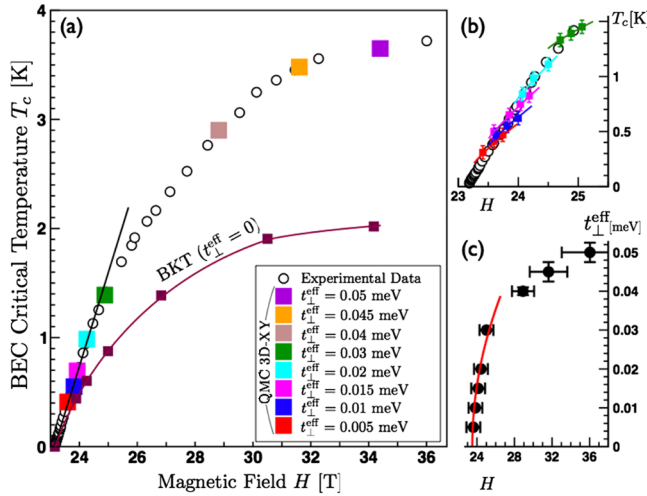 (a)
BEC Critical Temperature T_c [K]
4
3
2
1
0
BKT (t_⊥^eff = 0)
Experimental Data
QMC 3D-XY
t_⊥^eff = 0.05 meV
t_⊥^eff = 0.045 meV
t_⊥^eff = 0.04 meV
t_⊥^eff = 0.03 meV
t_⊥^eff = 0.02 meV
t_⊥^eff = 0.015 meV
t_⊥^eff = 0.01 meV
t_⊥^eff = 0.005 meV
24 26 28 30 32 34 36
Magnetic Field H [T]
(b)
T_c[K]
1.5
1
0.5
0
23 24 25
H
(c)
t_⊥^eff [meV]
0.05
0.04
0.03
0.02
0.01
0
24 28 32 36
H